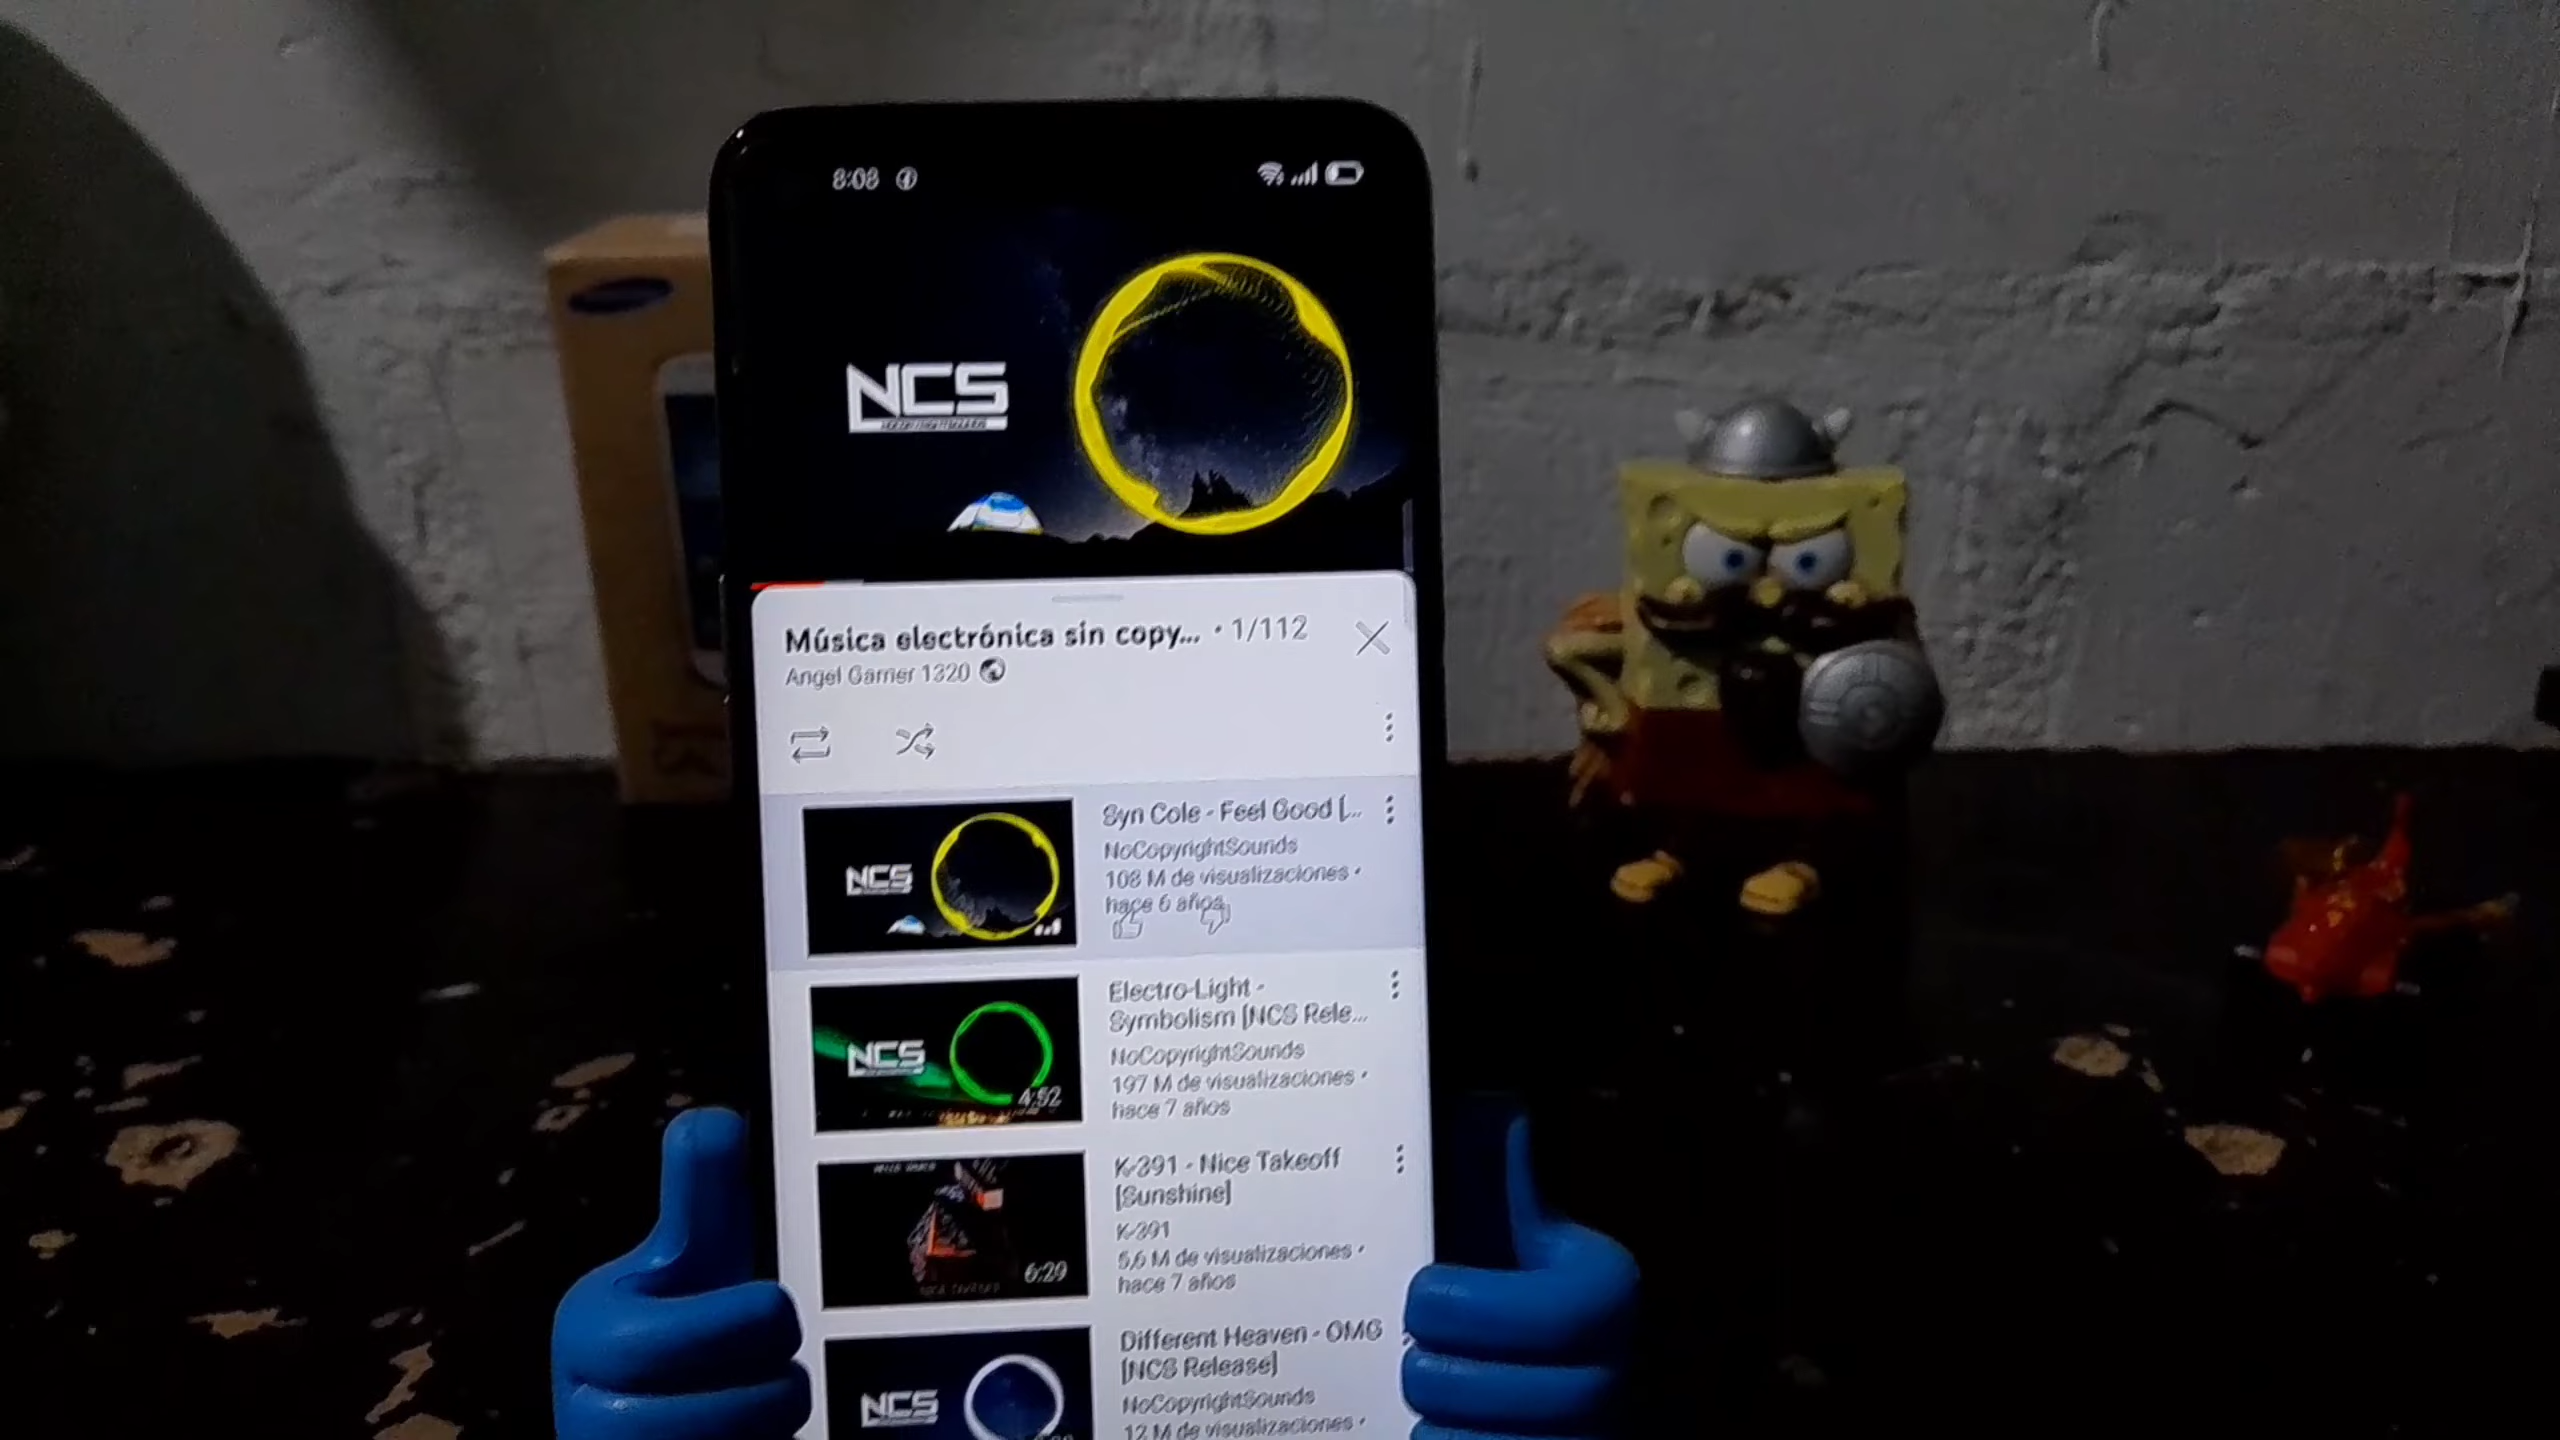 8:08
NCS
Música electrónica sin copy... • 1/112
Angel Gamer 1320
Syn Cole - Feel Good [...
NoCopyrightSounds
108 M de visualizaciones •
hace 6 años
NCS
Electro-Light -
Symbolism [NCS Rele...
NoCopyrightSounds
197 M de visualizaciones •
hace 7 años
NCS
4:52
K-391 - Nice Takeoff
[Sunshine]
K-391
5,6 M de visualizaciones •
hace 7 años
6:29
Different Heaven - OMG
[NCS Release]
NoCopyrightSounds
12 M de visualizaciones •
NCS